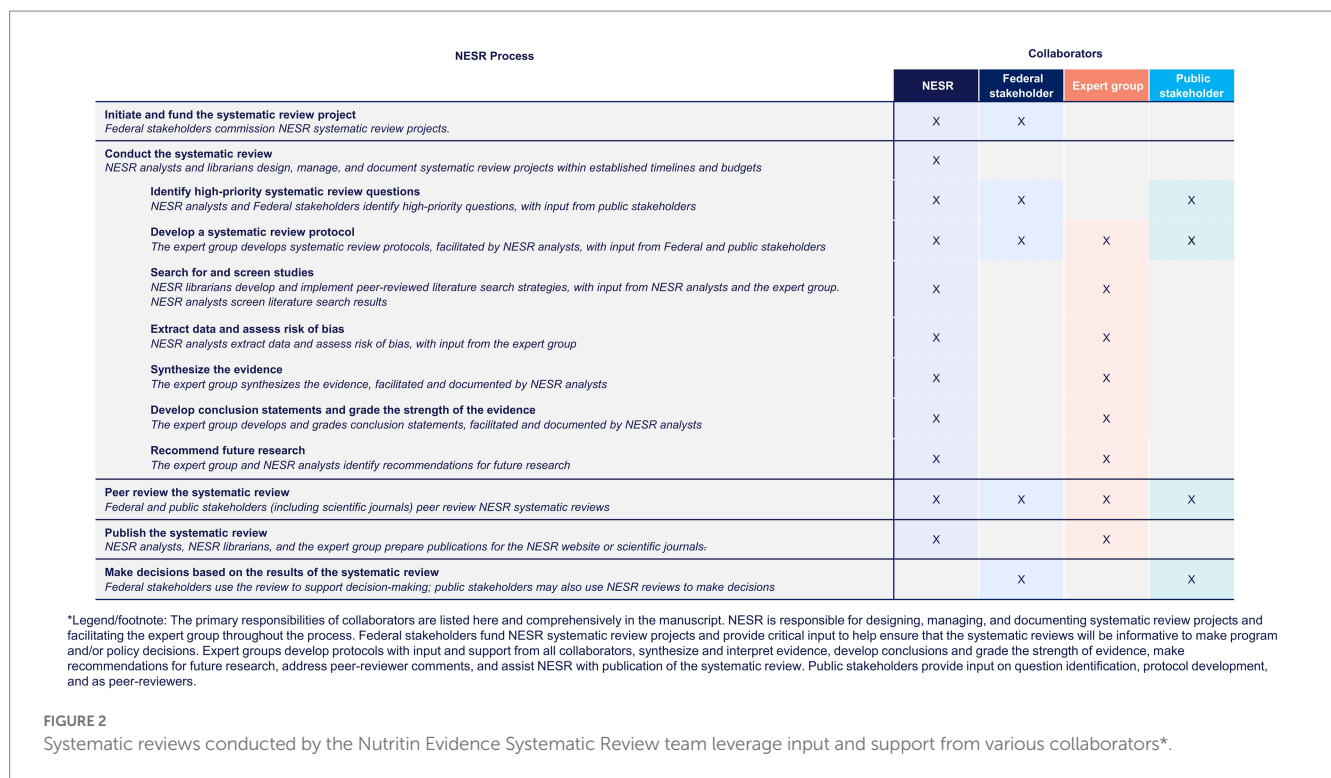 NESR Process
Collaborators
NESR
Federal stakeholder
Expert group
Public stakeholder
Initiate and fund the systematic review project
Federal stakeholders commission NESR systematic review projects.
X X
Conduct the systematic review
NESR analysts and librarians design, manage, and document systematic review projects within established timelines and budgets
X
Identify high-priority systematic review questions
NESR analysts and Federal stakeholders identify high-priority questions, with input from public stakeholders
X X X
Develop a systematic review protocol
The expert group develops systematic review protocols, facilitated by NESR analysts, with input from Federal and public stakeholders
X X X X
Search for and screen studies
NESR librarians develop and implement peer-reviewed literature search strategies, with input from NESR analysts and the expert group.
NESR analysts screen literature search results
X X
Extract data and assess risk of bias
NESR analysts extract data and assess risk of bias, with input from the expert group
X X
Synthesize the evidence
The expert group synthesizes the evidence, facilitated and documented by NESR analysts
X X
Develop conclusion statements and grade the strength of the evidence
The expert group develops and grades conclusion statements, facilitated and documented by NESR analysts
X X
Recommend future research
The expert group and NESR analysts identify recommendations for future research
X X
Peer review the systematic review
Federal and public stakeholders (including scientific journals) peer review NESR systematic reviews
X X X X
Publish the systematic review
NESR analysts, NESR librarians, and the expert group prepare publications for the NESR website or scientific journals.
X X
Make decisions based on the results of the systematic review
Federal stakeholders use the review to support decision-making; public stakeholders may also use NESR reviews to make decisions
X X
*Legend/footnote: The primary responsibilities of collaborators are listed here and comprehensively in the manuscript. NESR is responsible for designing, managing, and documenting systematic review projects and
facilitating the expert group throughout the process. Federal stakeholders fund NESR systematic review projects and provide critical input to help ensure that the systematic reviews will be informative to make program
and/or policy decisions. Expert groups develop protocols with input and support from all collaborators, synthesize and interpret evidence, develop conclusions and grade the strength of evidence, make
recommendations for future research, address peer-reviewer comments, and assist NESR with publication of the systematic review. Public stakeholders provide input on question identification, protocol development,
and as peer-reviewers.
FIGURE 2
Systematic reviews conducted by the Nutritin Evidence Systematic Review team leverage input and support from various collaborators*.